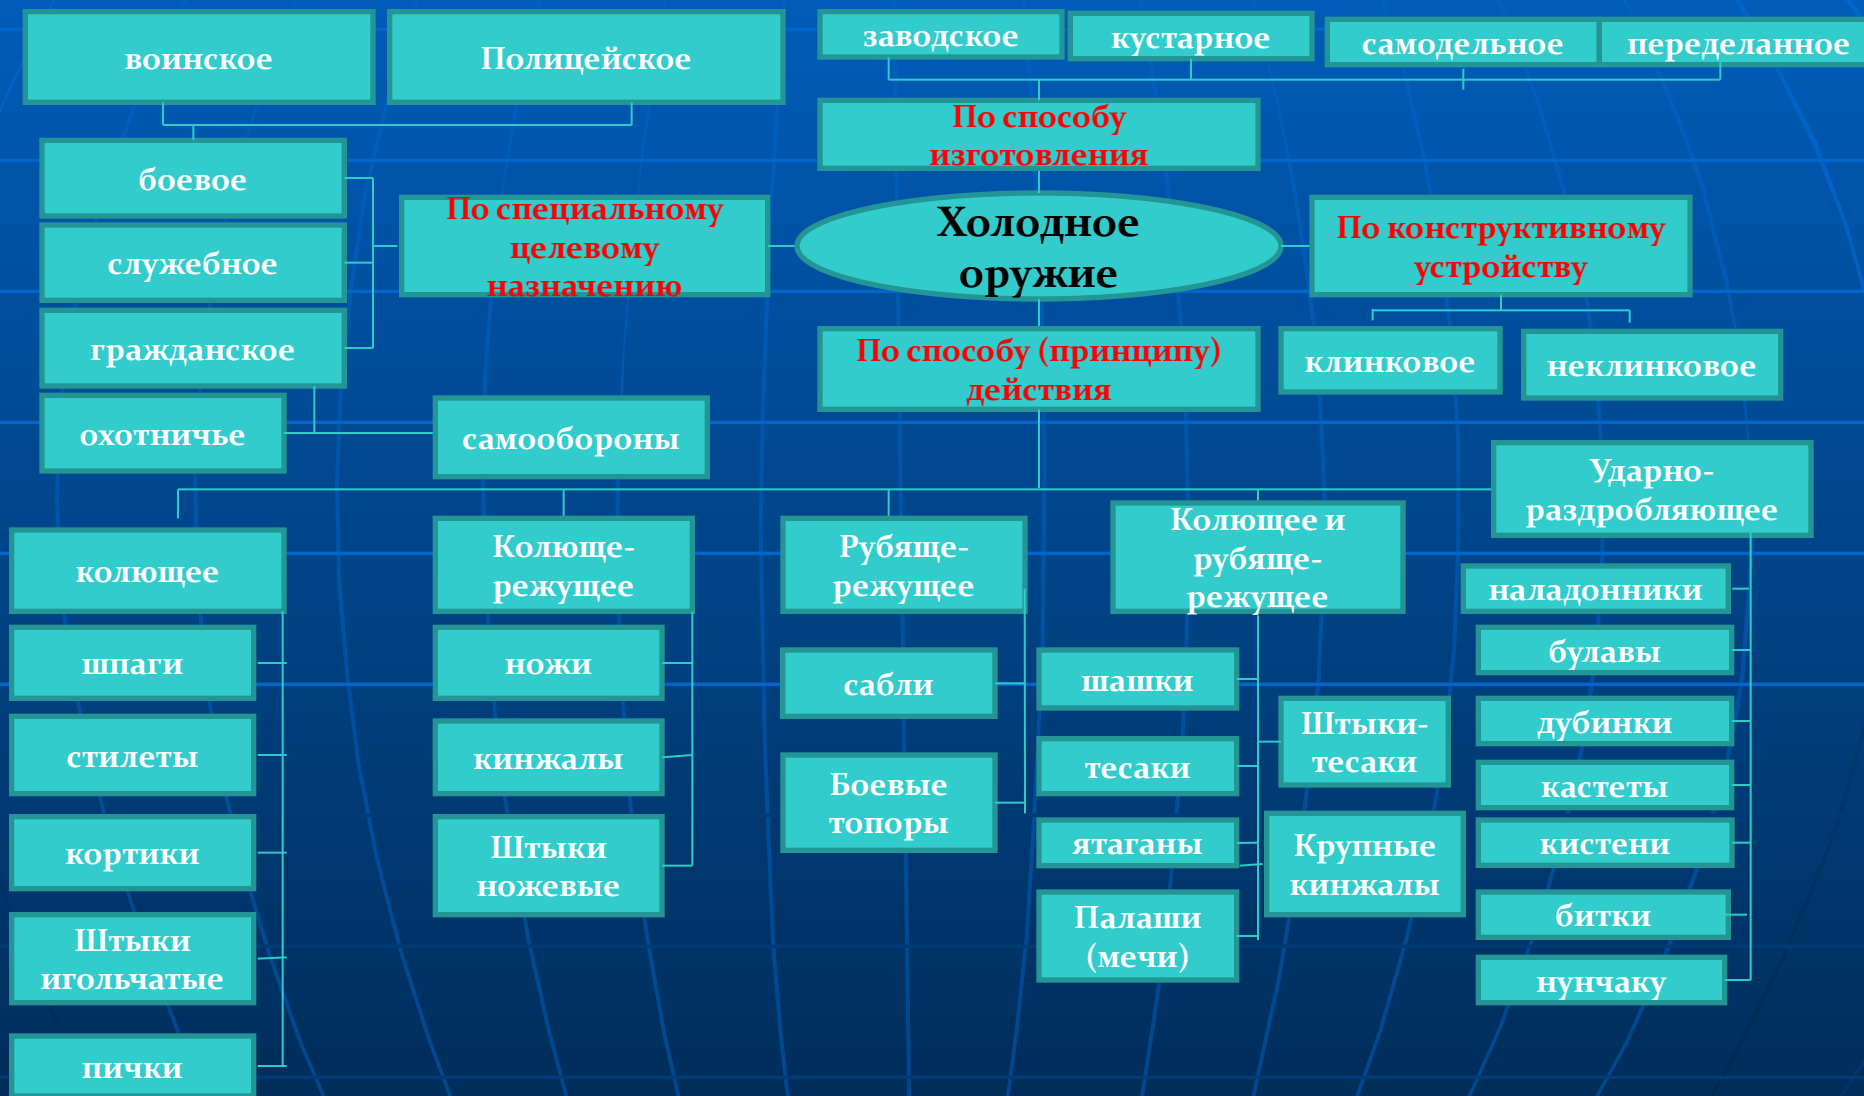 воинское
Полицейское
заводское
кустарное
самодельное
переделанное
По способу
изготовления
боевое
служебное
гражданское
По специальному
целевому
назначению
Холодное
оружие
По конструктивному
устройству
По способу (принципу)
действия
клинковое
неклинковое
охотничье
самообороны
колющее
Колюще-
режущее
Рубяще-
режущее
Колющее и
рубяще-
режущее
Ударно-
раздробляющее
шпаги
стилеты
кортики
Штыки
игольчатые
пички
ножи
кинжалы
Штыки
ножевые
сабли
Боевые
топоры
шашки
тесаки
ятаганы
Палаши
(мечи)
Штыки-
тесаки
Крупные
кинжалы
наладонники
булавы
дубинки
кастеты
кистени
битки
нунчаку